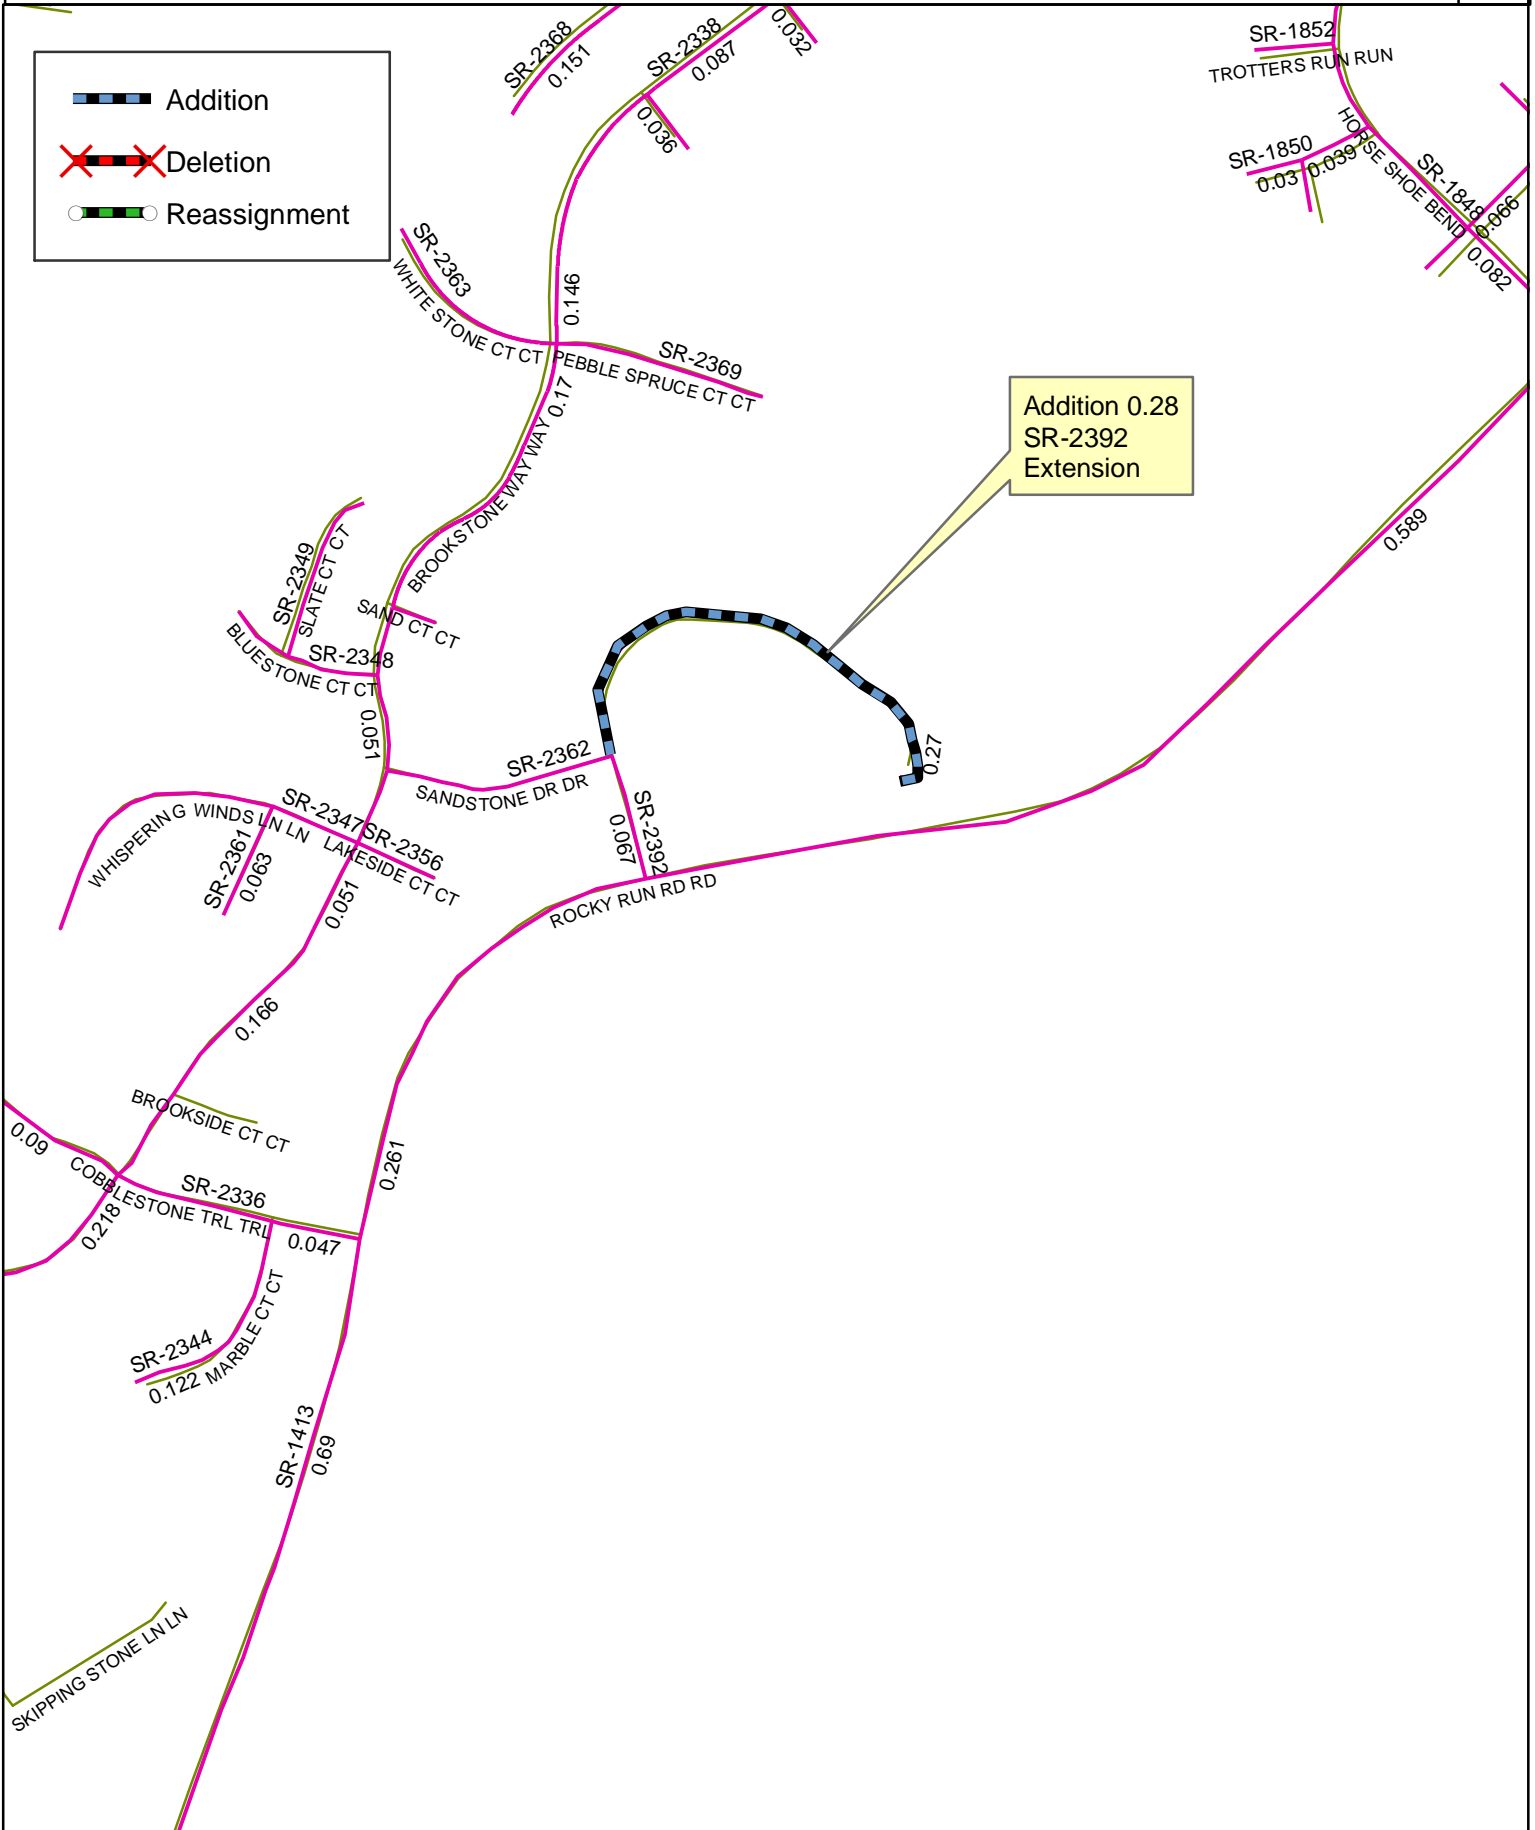 Addition
Deletion
Reassignment
SR-2368
0.151
SR-2338
0.087
0.032
0.036
SR-1852
TROTTERS RUN RUN
HORSE SHOE BEND
SR-1850
0.03
0.039
SR-1848
0.066
0.082
SR-2363
WHITE STONE CT CT
0.146
PEBBLE SPRUCE CT CT
SR-2369
0.17
BROOKSTONE WAY WAY
Addition 0.28
SR-2392
Extension
0.589
SR-2349
SLATE CT CT
SAND CT CT
BLUESTONE CT CT
SR-2348
0.051
SR-2362
SANDSTONE DR DR
0.27
SR-2392
0.067
WHISPERING WINDS LN LN
SR-2347
SR-2356
LAKESIDE CT CT
SR-2361
0.063
0.051
ROCKY RUN RD RD
0.166
BROOKSIDE CT CT
0.09
COBBLESTONE TRL TRL
SR-2336
0.218
0.047
0.261
MARBLE CT CT
SR-2344
0.122
SR-1413
0.69
SKIPPING STONE LN LN